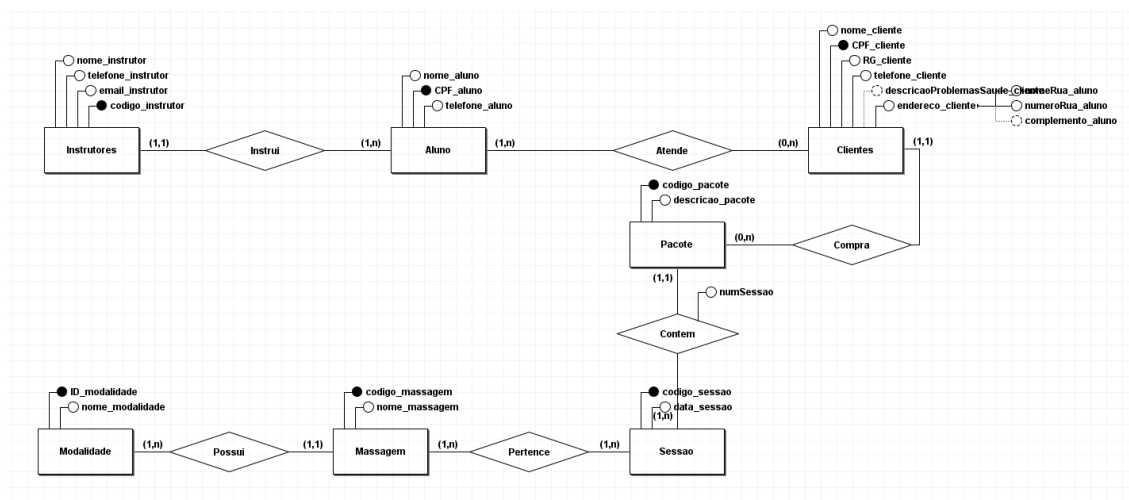 nome_instrutor
telefone_instrutor
email_instrutor
codigo_instrutor
Instrutores
(1,1)
Instrui
(1,n)
nome_aluno
CPF_aluno
telefone_aluno
Aluno
(1,n)
Atende
(0,n)
nome_cliente
CPF_cliente
RG_cliente
telefone_cliente
descricaoProblemasSaude_cliente
nomeRua_aluno
endereco_cliente
numeroRua_aluno
complemento_aluno
Clientes
(1,1)
codigo_pacote
descricao_pacote
Pacote
(0,n)
Compra
(1,1)
numSessao
Contem
ID_modalidade
nome_modalidade
Modalidade
(1,n)
Possui
(1,1)
codigo_massagem
nome_massagem
Massagem
(1,n)
Pertence
(1,n)
codigo_sessao
data_sessao
(1,n)
Sessao